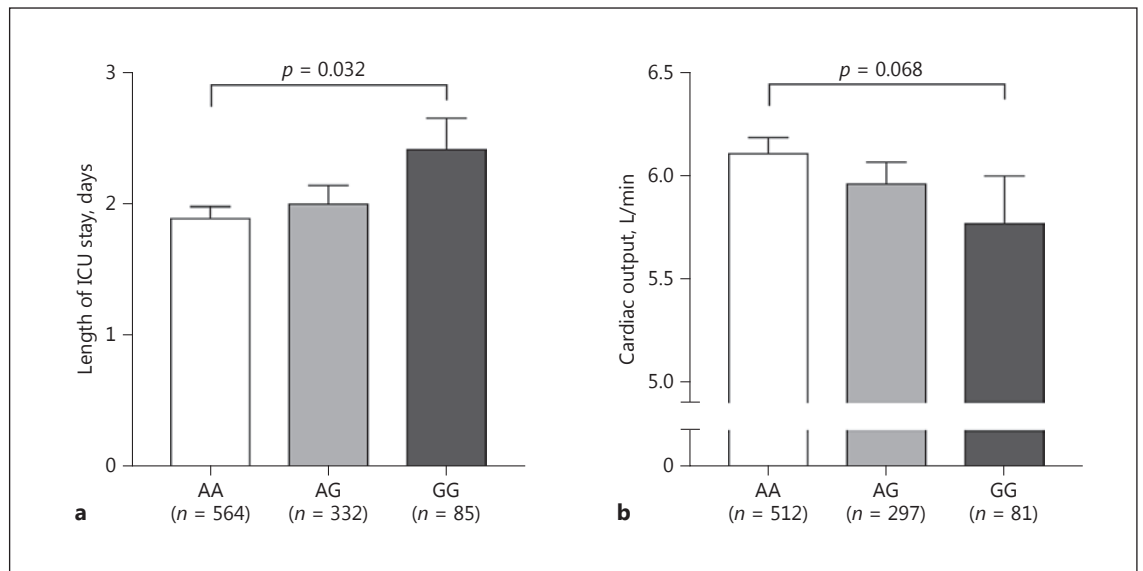 p = 0.032
3
2
1
0
Length of ICU stay, days
AA
AG
GG
(n = 564)
(n = 332)
(n = 85)
a
p = 0.068
6.5
6.0
5.5
5.0
0
Cardiac output, L/min
AA
AG
GG
(n = 512)
(n = 297)
(n = 81)
b